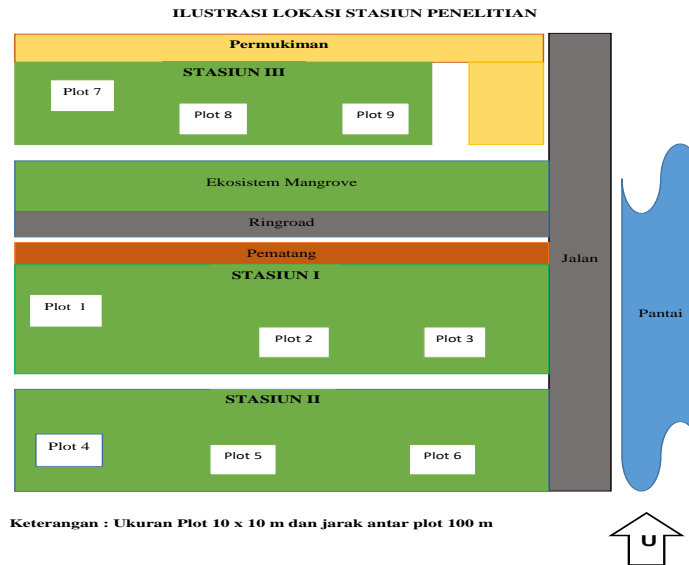 ILUSTRASI LOKASI STASIUN PENELITIAN
Permukiman
STASIUN III
Plot 7
Plot 8
Plot 9
Ekosistem Mangrove
Ringroad
Pematang
STASIUN I
Plot 1
Plot 2
Plot 3
Jalan
Pantai
STASIUN II
Plot 4
Plot 5
Plot 6
Keterangan : Ukuran Plot 10 x 10 m dan jarak antar plot 100 m
U